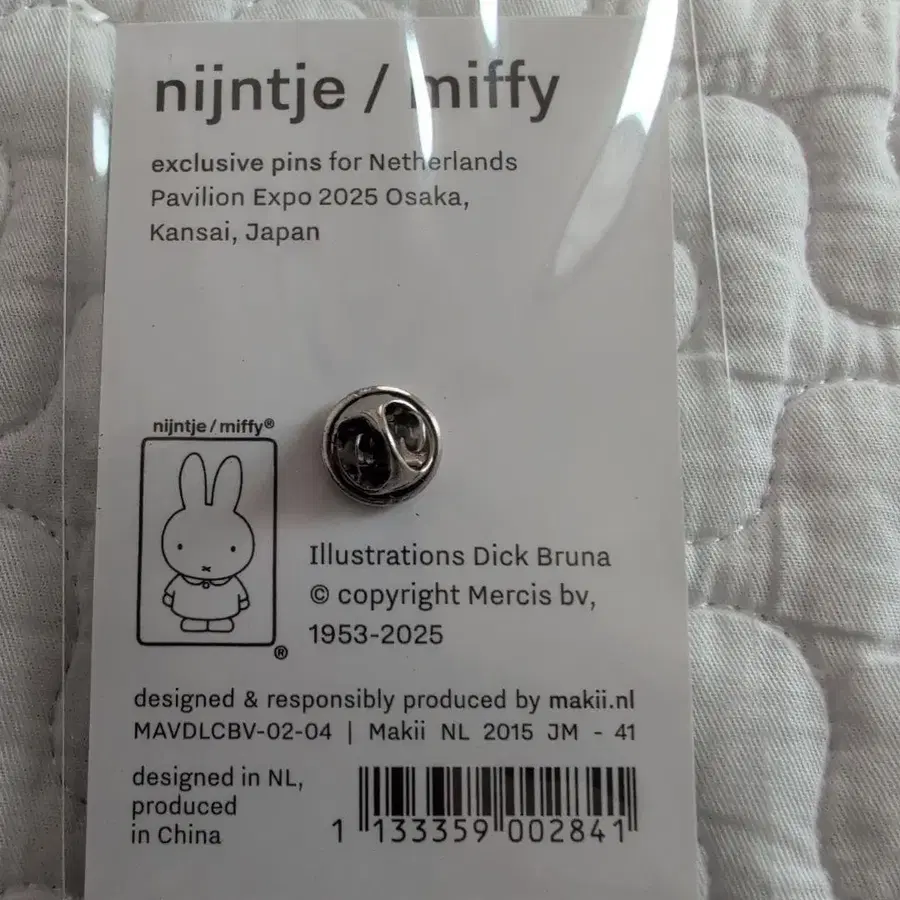 nijntje / miffy
exclusive pins for Netherlands
Pavilion Expo 2025 Osaka,
Kansai, Japan
nijntje/miffy®
®
Illustrations Dick Bruna
© copyright Mercis bv,
1953-2025
designed & responsibly produced by makii.nl
MAVDLCBV-02-04 | Makii NL 2015 JM - 41
designed in NL,
produced
in China
1 133359 002841